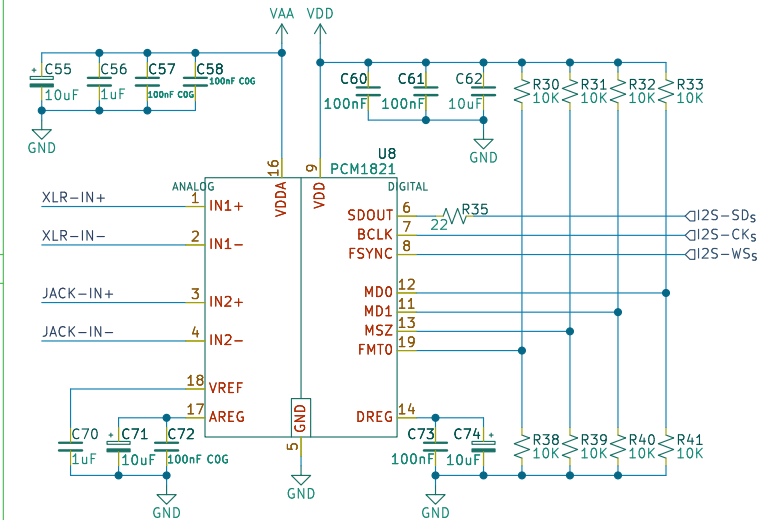 VAA VDD
C55 C56 C57 C58
100nF C0G
10uF 1uF 100nF C0G
GND
C60 C61 C62
100nF 100nF 10uF
GND
R30 R31 R32 R33
10K 10K 10K 10K
U8
PCM1821
ANALOG DIGITAL
16 VDDA
9 VDD
XLR-IN+ 1 IN1+
XLR-IN- 2 IN1-
JACK-IN+ 3 IN2+
JACK-IN- 4 IN2-
18 VREF
17 AREG
SDOUT 6 R35 I2S-SDs
22
BCLK 7 I2S-CKs
FSYNC 8 I2S-WSs
MD0 12
MD1 11
MSZ 13
FMT0 19
DREG 14
GND
5
GND
C70 C71 C72
1uF 10uF 100nF C0G
GND
C73 C74
100nF 10uF
GND
R38 R39 R40 R41
10K 10K 10K 10K